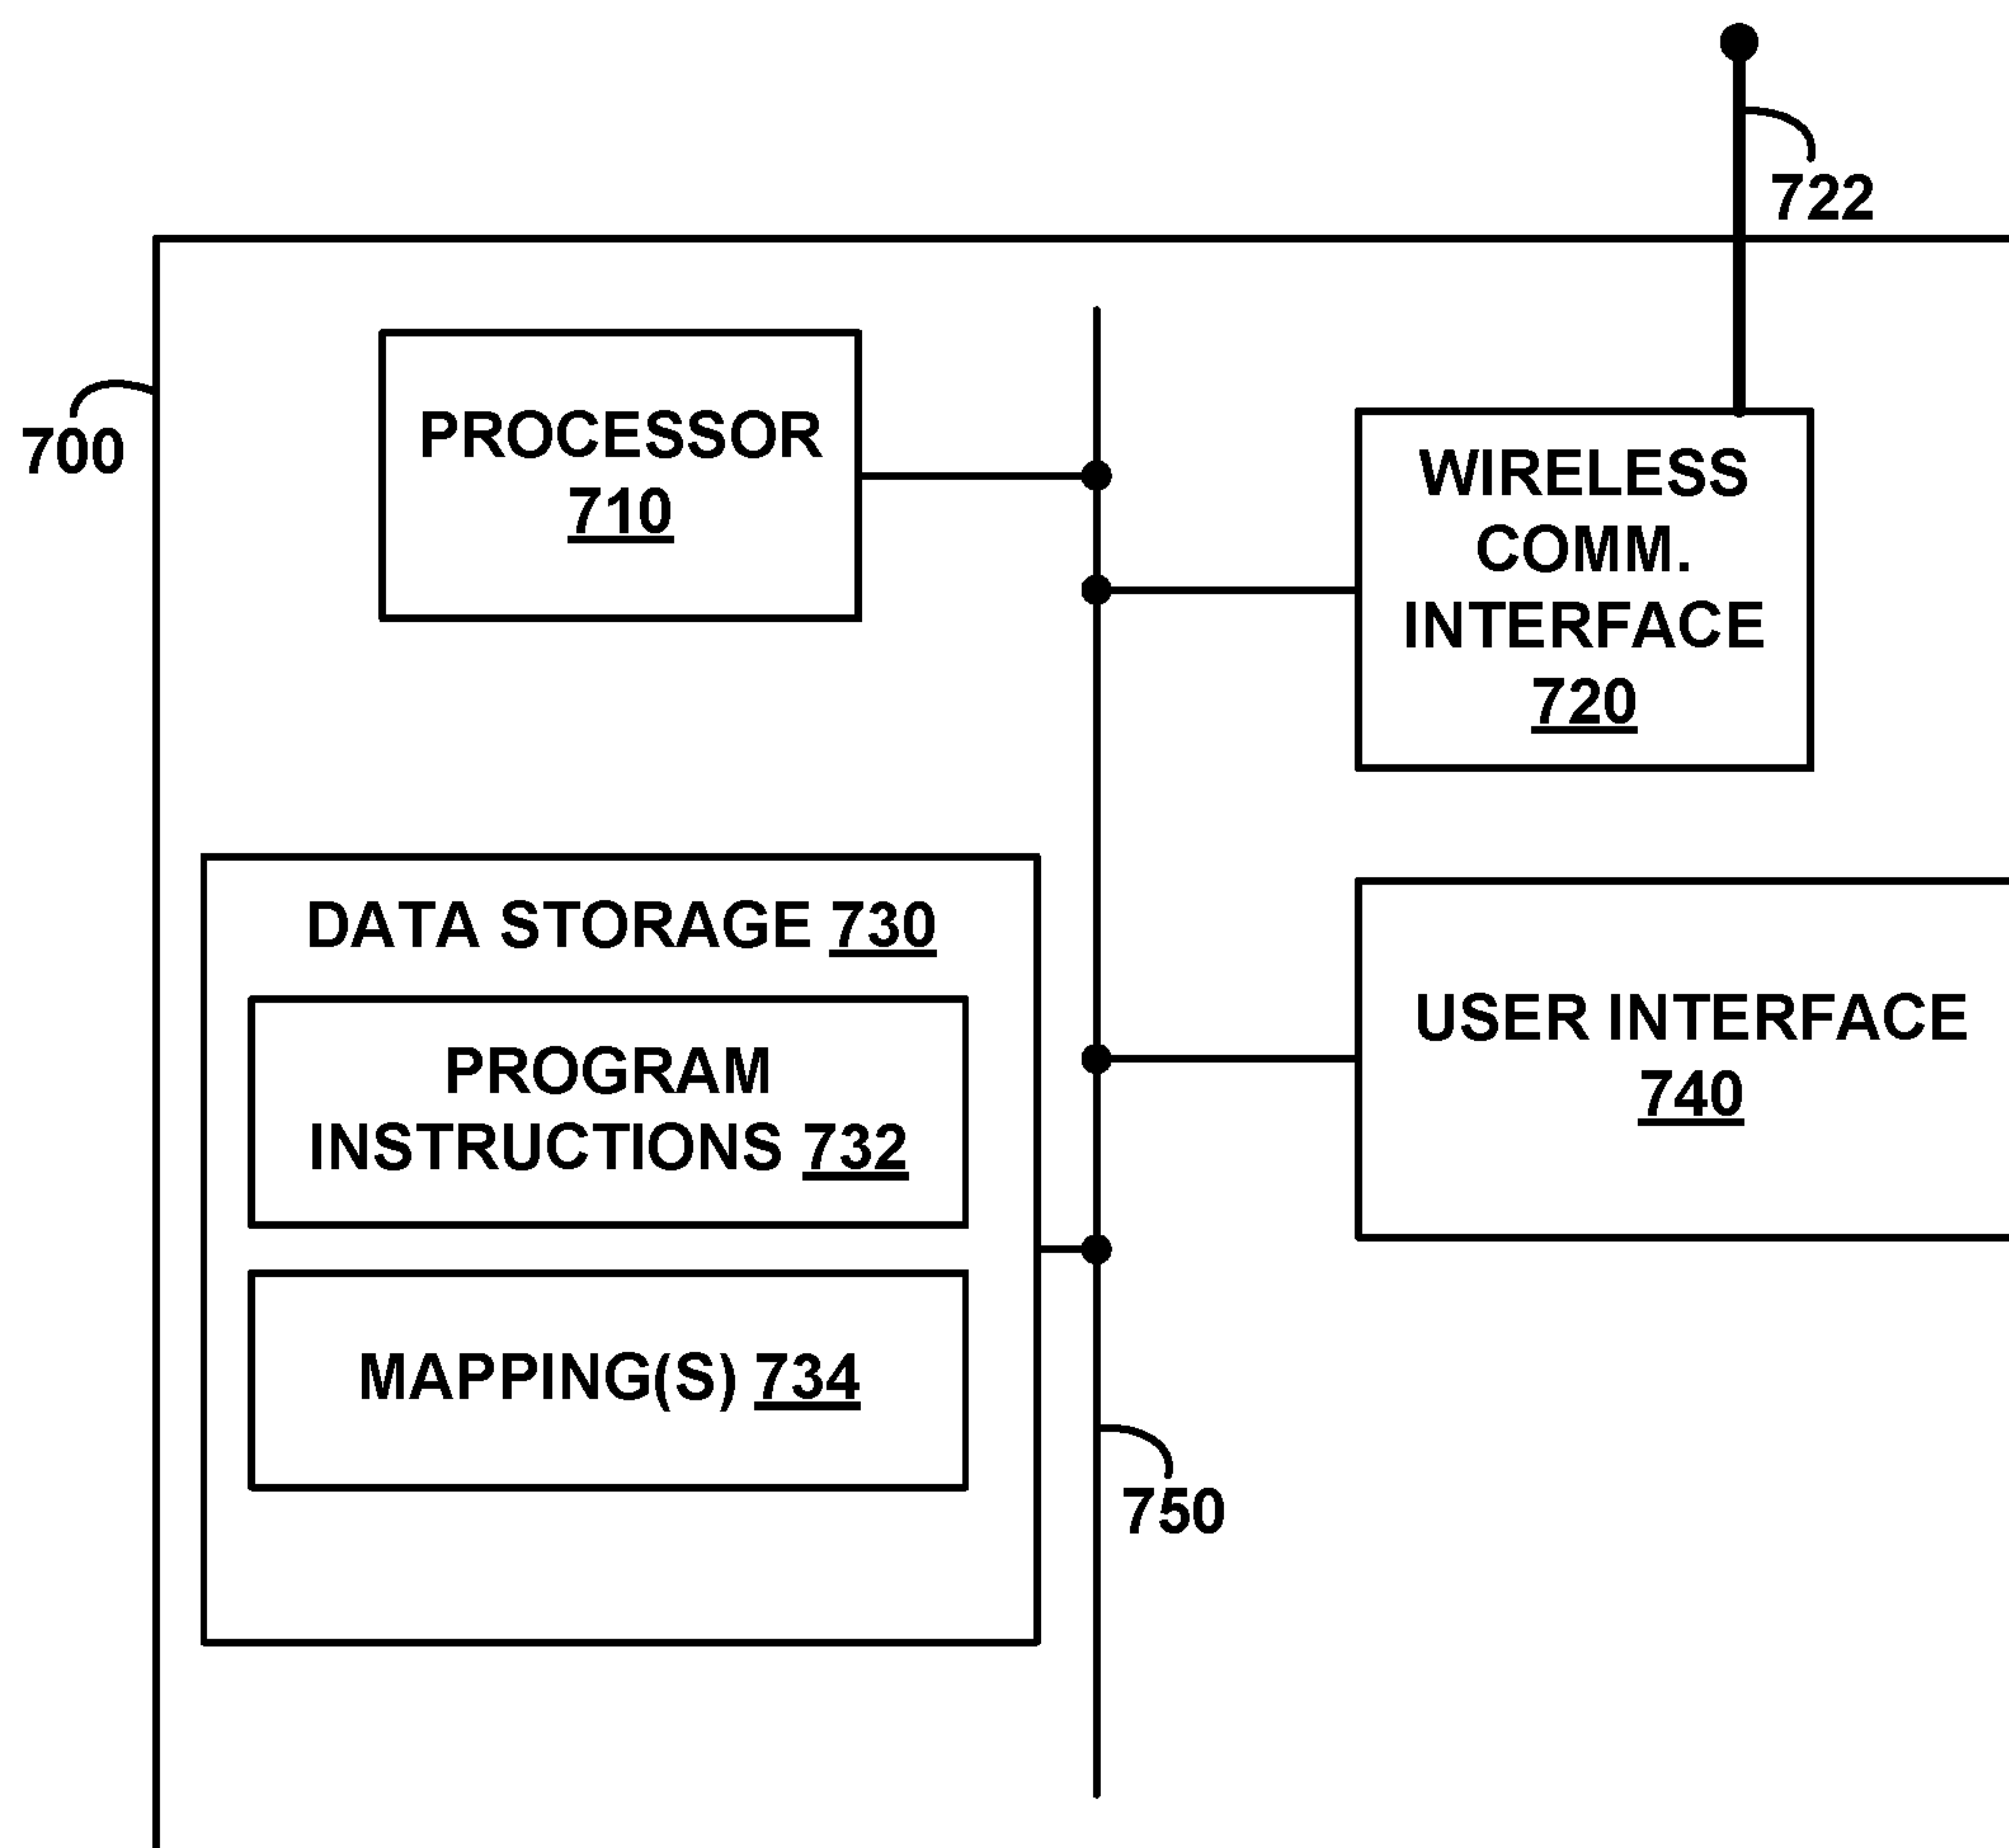 722
700
PROCESSOR
710
WIRELESS
COMM.
INTERFACE
720
DATA STORAGE 730
PROGRAM
INSTRUCTIONS 732
MAPPING(S) 734
USER INTERFACE
740
750